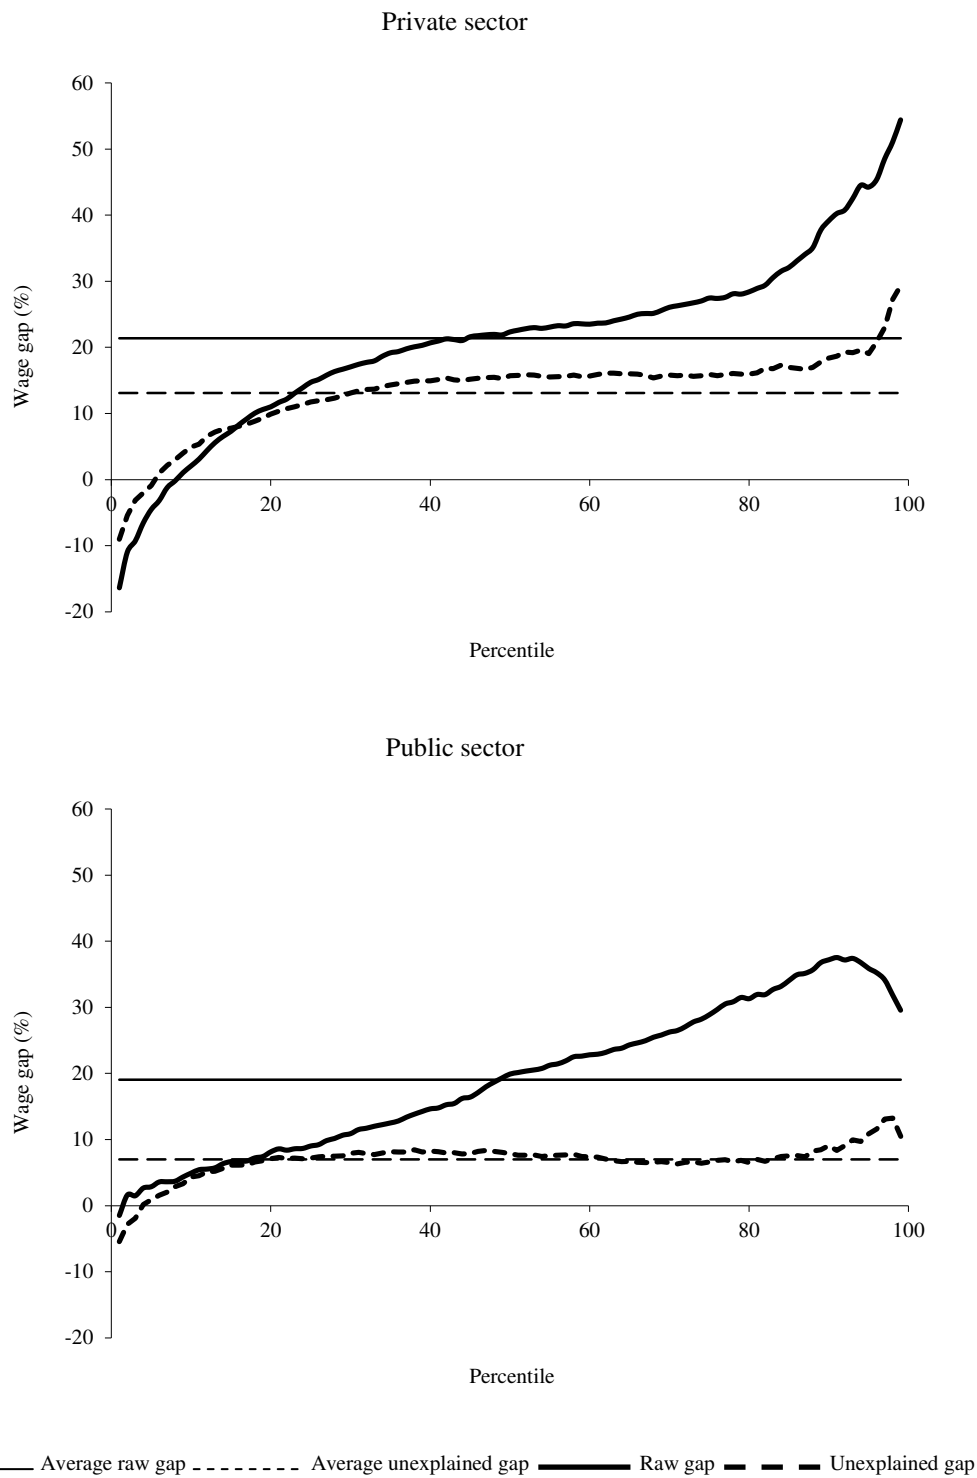 Private sector
60
50
40
30
20
10
0
-10
-20
0 20 40 60 80 100
Wage gap (%)
Percentile
Public sector
60
50
40
30
20
10
0
-10
-20
0 20 40 60 80 100
Wage gap (%)
Percentile
Average raw gap Average unexplained gap Raw gap Unexplained gap